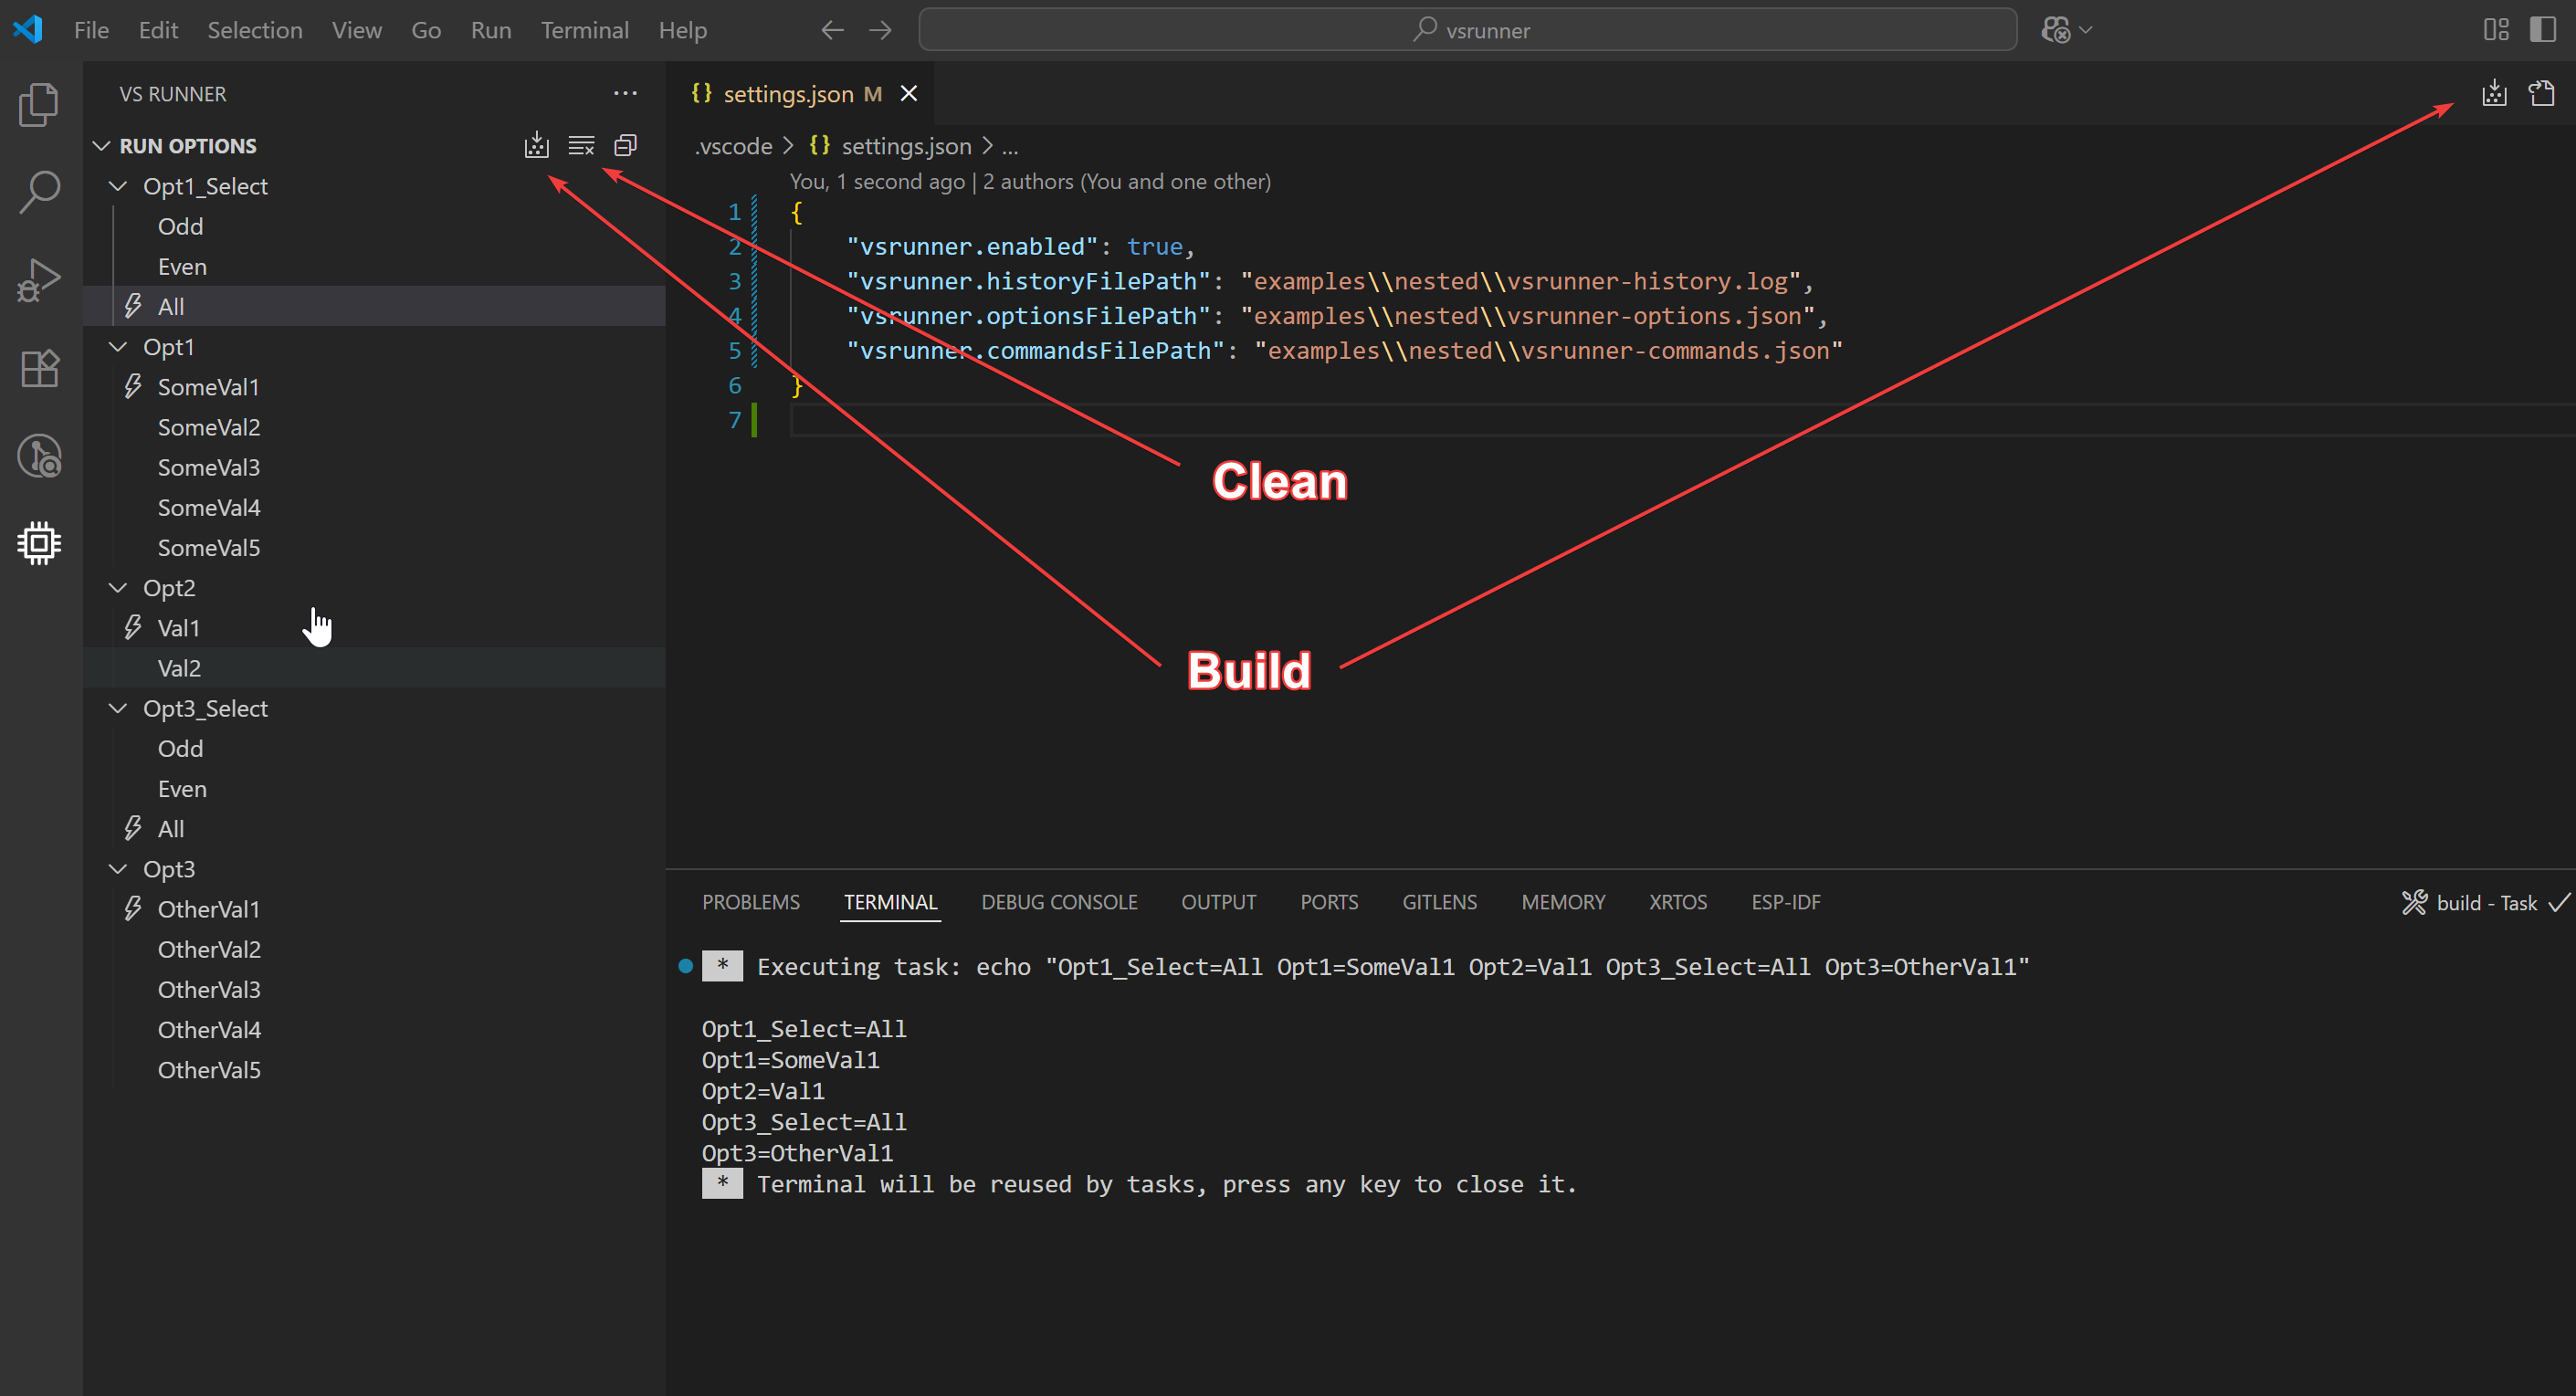 File Edit Selection View Go Run Terminal Help
vsrunner
VS RUNNER
RUN OPTIONS
Opt1_Select
Odd
Even
All
Opt1
SomeVal1
SomeVal2
SomeVal3
SomeVal4
SomeVal5
Opt2
Val1
Val2
Opt3_Select
Odd
Even
All
Opt3
OtherVal1
OtherVal2
OtherVal3
OtherVal4
OtherVal5
{} settings.json M
.vscode > {} settings.json > ...
You, 1 second ago | 2 authors (You and one other)
1 {
2 "vsrunner.enabled": true,
3 "vsrunner.historyFilePath": "examples\\nested\\vsrunner-history.log",
4 "vsrunner.optionsFilePath": "examples\\nested\\vsrunner-options.json",
5 "vsrunner.commandsFilePath": "examples\\nested\\vsrunner-commands.json"
6 }
7
Clean
Build
PROBLEMS TERMINAL DEBUG CONSOLE OUTPUT PORTS GITLENS MEMORY XRTOS ESP-IDF
build - Task
* Executing task: echo "Opt1_Select=All Opt1=SomeVal1 Opt2=Val1 Opt3_Select=All Opt3=OtherVal1"
Opt1_Select=All
Opt1=SomeVal1
Opt2=Val1
Opt3_Select=All
Opt3=OtherVal1
* Terminal will be reused by tasks, press any key to close it.